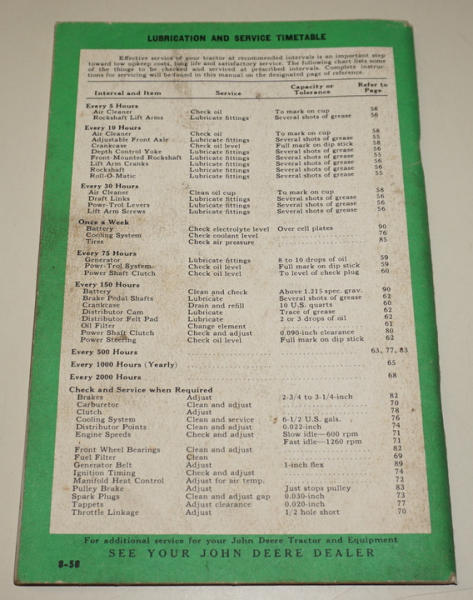 LUBRICATION AND SERVICE TIMETABLE
Effective service of your tractor at recommended intervals is an important step
toward low upkeep costs, long life and satisfactory service. The following chart lists some
of the things to be checked and serviced at prescribed intervals. Complete instruc-
tions for servicing will be found in this manual on the designated page of reference.
Interval and Item Service Capacity or Tolerance Refer to Page
Every 5 Hours
Air Cleaner Check oil To mark on cup 58
Rockshaft Lift Arms Lubricate fittings Several shots of grease 56
Every 10 Hours
Air Cleaner Check oil To mark on cup 58
Adjustable Front Axle Lubricate fittings Several shots of grease 55
Crankcase Check oil level Full mark on dip stick 58
Depth Control Yoke Lubricate fittings Several shots of grease 56
Front-Mounted Rockshaft Lubricate fittings Several shots of grease 55
Lift Arm Cranks Lubricate fittings Several shots of grease 56
Rockshaft Lubricate fittings Several shots of grease 56
Roll-O-Matic Lubricate fittings Several shots of grease 55
Every 30 Hours
Air Cleaner Clean oil cup To mark on cup 58
Draft Links Lubricate fittings Several shots of grease 56
Powr-Trol Levers Lubricate fittings Several shots of grease 56
Lift Arm Screws Lubricate fittings Several shots of grease 56
Once a Week
Battery Check electrolyte level Over cell plates 90
Cooling System Check coolant level 76
Tires Check air pressure 85
Every 75 Hours
Generator Lubricate fittings 8 to 10 drops of oil 59
Powr-Trol System Check oil level Full mark on dip stick 59
Power Shaft Clutch Check oil level To level of check plug 60
Every 150 Hours
Battery Clean and check Above 1.215 spec. grav. 90
Brake Pedal Shafts Lubricate Several shots of grease 62
Crankcase Drain and refill 10 U.S. quarts 60
Distributor Cam Lubricate Trace of grease 62
Distributor Felt Pad Lubricate 2 or 3 drops of oil 62
Oil Filter Change element 61
Power Shaft Clutch Check and adjust 0.090-inch clearance 80
Power Steering Check oil level Full mark on dip stick 62
Every 500 Hours 63, 77, 83
Every 1000 Hours (Yearly) 65
Every 2000 Hours 68
Check and Service when Required
Brakes Adjust 2-3/4 to 3-1/4-inch 82
Carburetor Clean and adjust 70
Clutch Adjust 78
Cooling System Clean and service 6-1/2 U.S. gals. 76
Distributor Points Clean and adjust 0.022-inch 74
Engine Speeds Check and adjust Slow idle—600 rpm 71
Fast idle—1260 rpm 71
Front Wheel Bearings Clean and adjust 82
Fuel Filter Clean 69
Generator Belt Adjust 1-inch flex 89
Ignition Timing Check and adjust 74
Manifold Heat Control Adjust for air temp. 72
Pulley Brake Adjust Just stops pulley 83
Spark Plugs Clean and adjust gap 0.030-inch 73
Tappets Adjust clearance 0.020-inch 77
Throttle Linkage Adjust 1/2 hole short 70
For additional service for your John Deere Tractor and Equipment
SEE YOUR JOHN DEERE DEALER
8-58